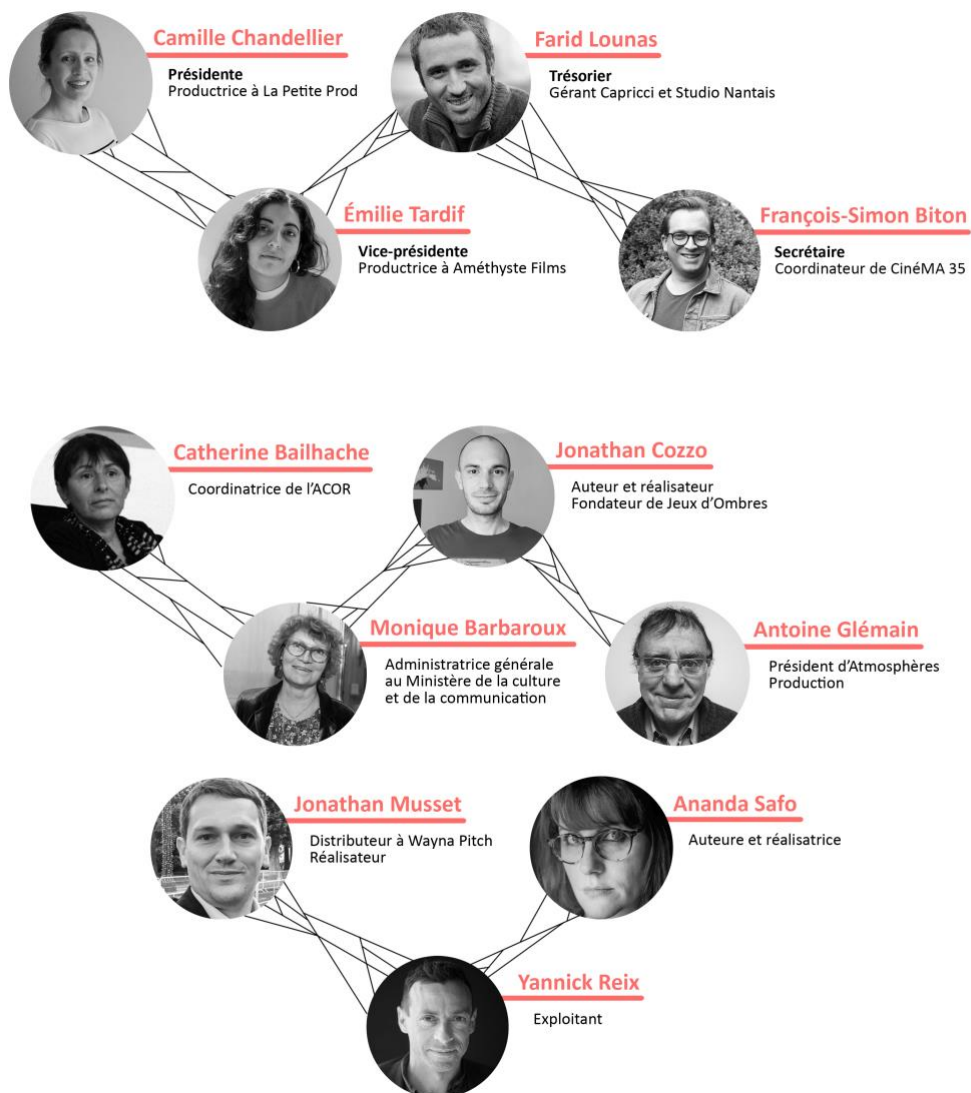 Camille Chandellier
Présidente
Productrice à La Petite Prod
Farid Lounas
Trésorier
Gérant Capricci et Studio Nantais
Émilie Tardif
Vice-présidente
Productrice à Améthyste Films
François-Simon Biton
Secrétaire
Coordinateur de CinéMA 35
Catherine Bailhache
Coordinatrice de l'ACOR
Jonathan Cozzo
Auteur et réalisateur
Fondateur de Jeux d'Ombres
Monique Barbaroux
Administratrice générale
au Ministère de la culture
et de la communication
Antoine Glémain
Président d'Atmosphères
Production
Jonathan Musset
Distributeur à Wayna Pitch
Réalisateur
Ananda Safo
Auteure et réalisatrice
Yannick Reix
Exploitant